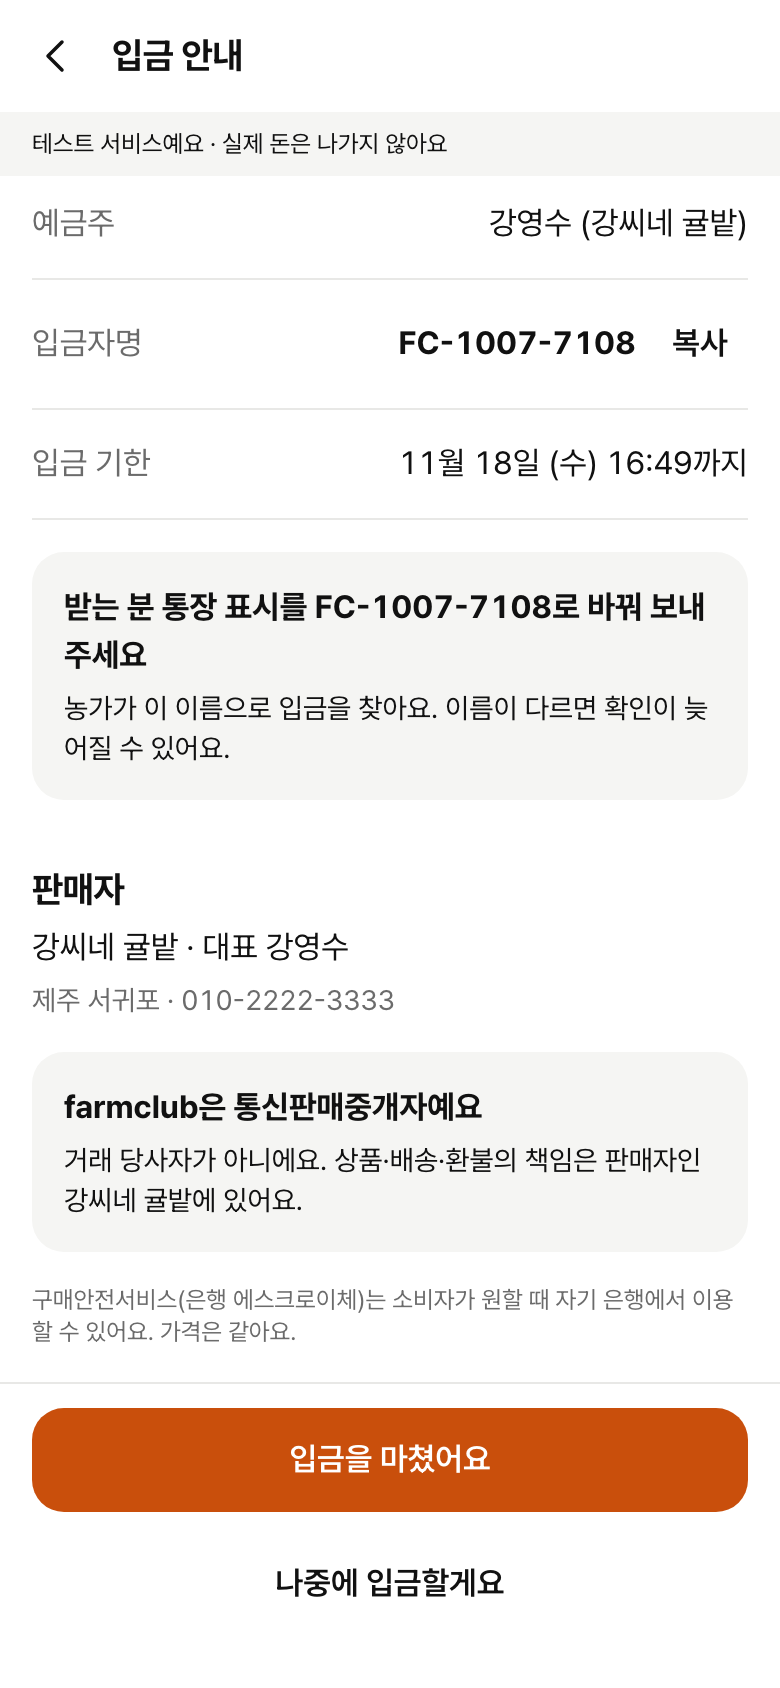 입금 안내
테스트 서비스예요 · 실제 돈은 나가지 않아요
예금주 강영수 (강씨네 귤밭)
입금자명 FC-1007-7108 복사
입금 기한 11월 18일 (수) 16:49까지
받는 분 통장 표시를 FC-1007-7108로 바꿔 보내
주세요
농가가 이 이름으로 입금을 찾아요. 이름이 다르면 확인이 늦
어질 수 있어요.
판매자
강씨네 귤밭 · 대표 강영수
제주 서귀포 · 010-2222-3333
farmclub은 통신판매중개자예요
거래 당사자가 아니에요. 상품·배송·환불의 책임은 판매자인
강씨네 귤밭에 있어요.
구매안전서비스(은행 에스크로이체)는 소비자가 원할 때 자기 은행에서 이용
할 수 있어요. 가격은 같아요.
입금을 마쳤어요
나중에 입금할게요